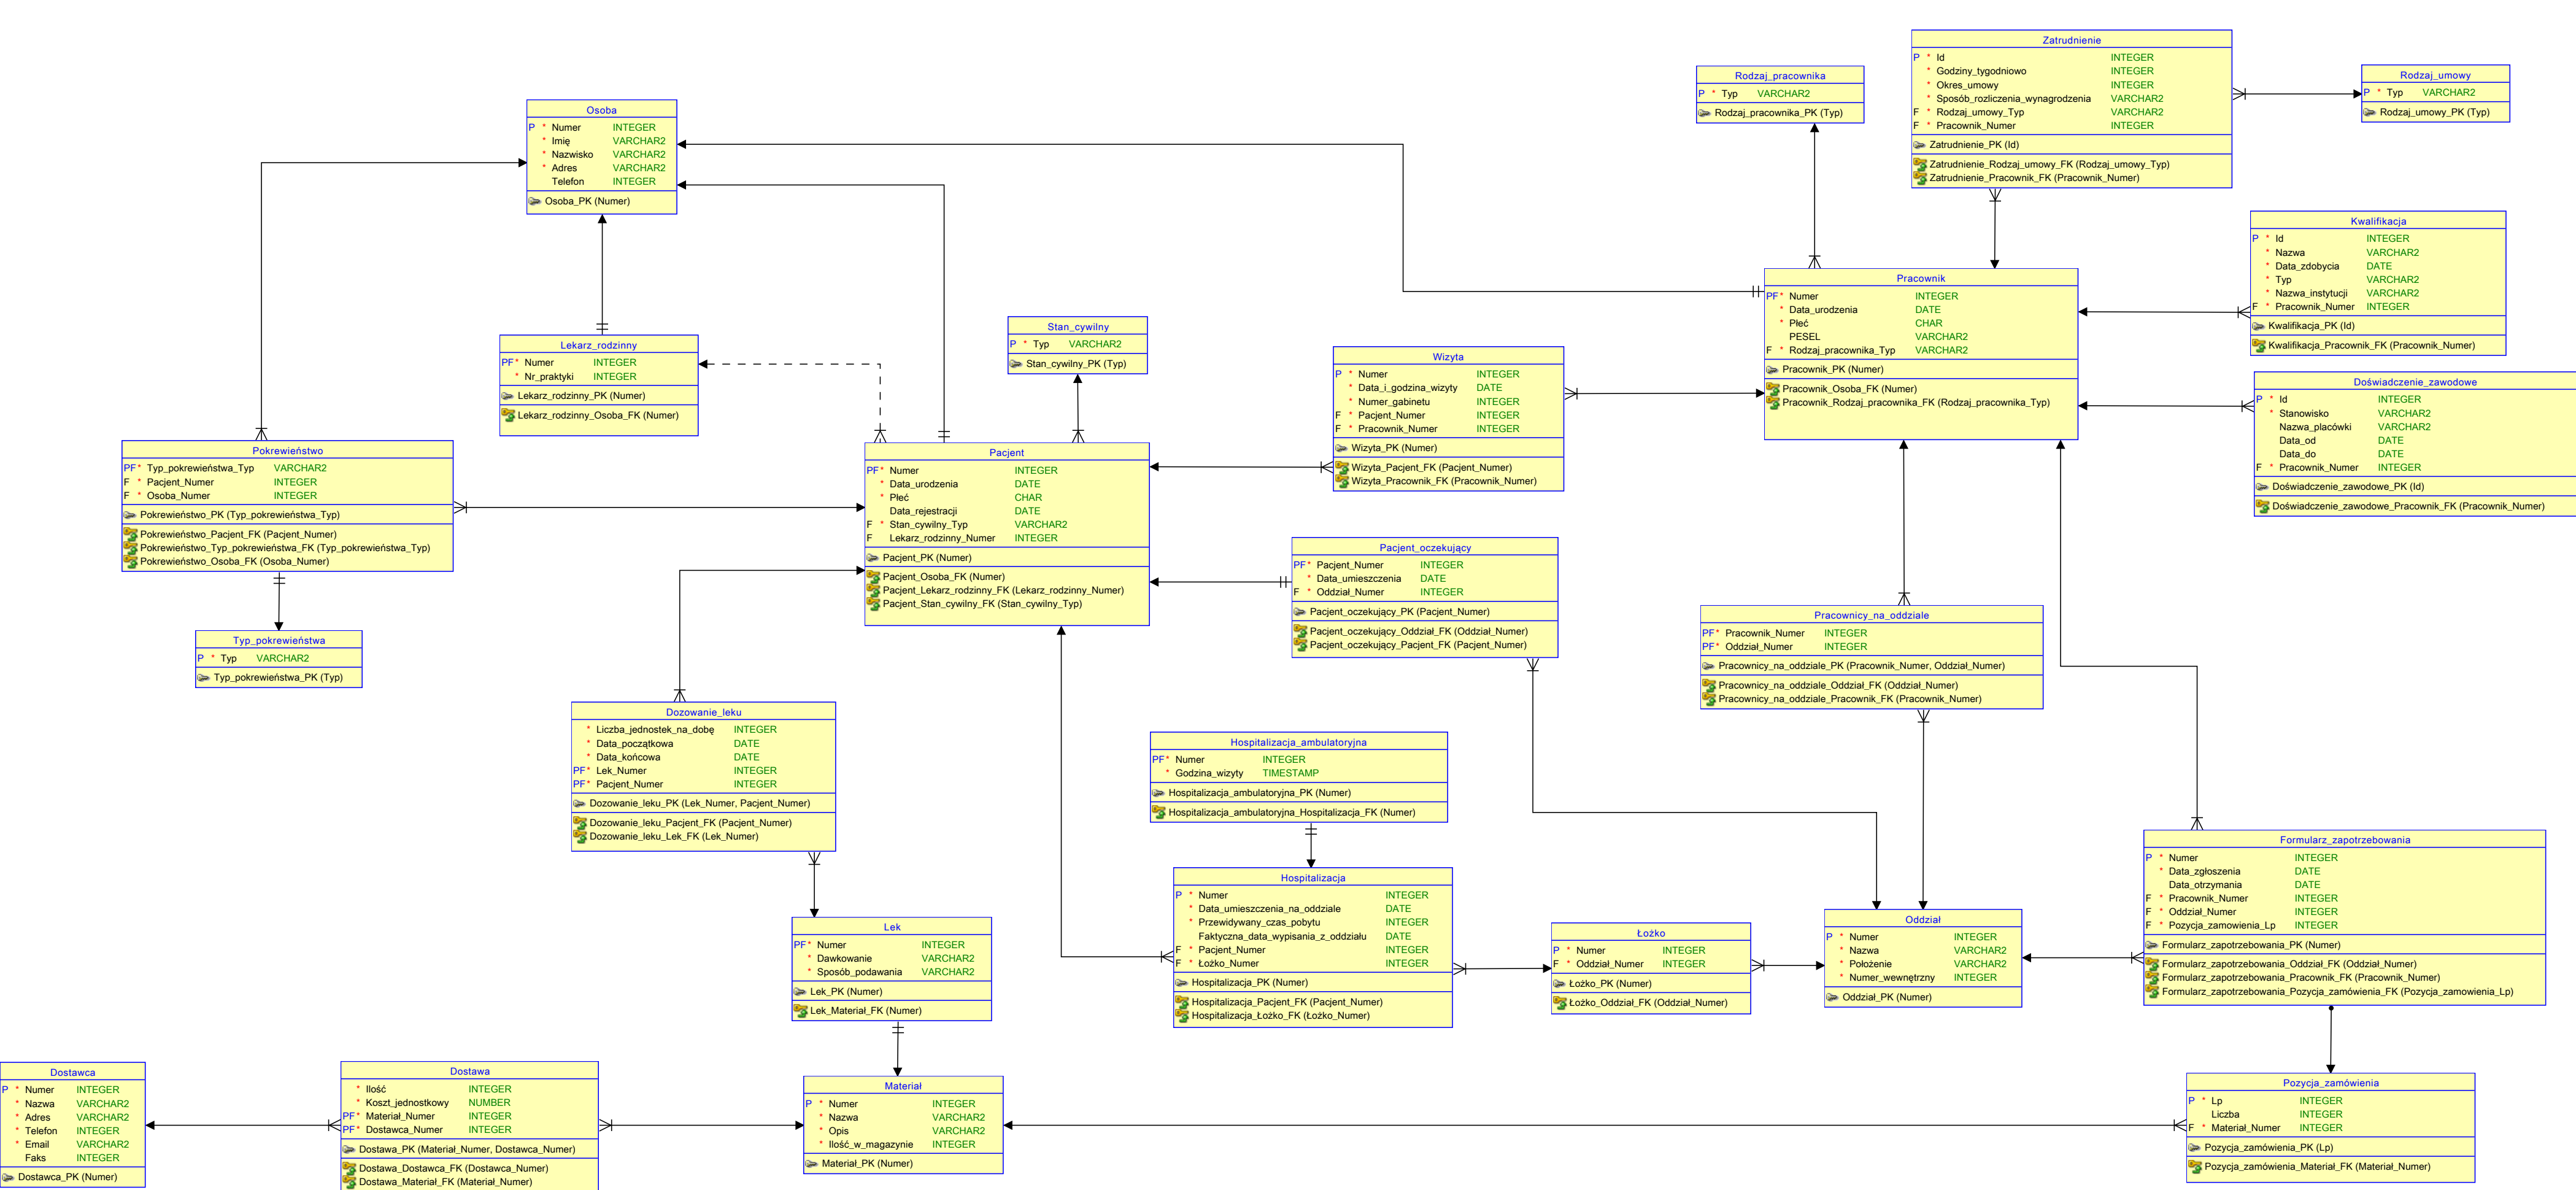 Zatrudnienie
P * Id INTEGER
* Godziny_tygodniowo INTEGER
* Okres_umowy INTEGER
* Sposób_rozliczenia_wynagrodzenia VARCHAR2
F * Rodzaj_umowy_Typ VARCHAR2
F * Pracownik_Numer INTEGER
Zatrudnienie_PK (Id)
Zatrudnienie_Rodzaj_umowy_FK (Rodzaj_umowy_Typ)
Zatrudnienie_Pracownik_FK (Pracownik_Numer)
Rodzaj_pracownika
P * Typ VARCHAR2
Rodzaj_pracownika_PK (Typ)
Rodzaj_umowy
P * Typ VARCHAR2
Rodzaj_umowy_PK (Typ)
Osoba
P * Numer INTEGER
* Imię VARCHAR2
* Nazwisko VARCHAR2
* Adres VARCHAR2
Telefon INTEGER
Osoba_PK (Numer)
Kwalifikacja
P * Id INTEGER
* Nazwa VARCHAR2
* Data_zdobycia DATE
* Typ VARCHAR2
* Nazwa_instytucji VARCHAR2
F * Pracownik_Numer INTEGER
Kwalifikacja_PK (Id)
Kwalifikacja_Pracownik_FK (Pracownik_Numer)
Pracownik
PF* Numer INTEGER
* Data_urodzenia DATE
* Płeć CHAR
PESEL VARCHAR2
F * Rodzaj_pracownika_Typ VARCHAR2
Pracownik_PK (Numer)
Pracownik_Osoba_FK (Numer)
Pracownik_Rodzaj_pracownika_FK (Rodzaj_pracownika_Typ)
Stan_cywilny
P * Typ VARCHAR2
Stan_cywilny_PK (Typ)
Lekarz_rodzinny
PF* Numer INTEGER
* Nr_praktyki INTEGER
Lekarz_rodzinny_PK (Numer)
Lekarz_rodzinny_Osoba_FK (Numer)
Wizyta
P * Numer INTEGER
* Data_i_godzina_wizyty DATE
* Numer_gabinetu INTEGER
F * Pacjent_Numer INTEGER
F * Pracownik_Numer INTEGER
Wizyta_PK (Numer)
Wizyta_Pacjent_FK (Pacjent_Numer)
Wizyta_Pracownik_FK (Pracownik_Numer)
Doświadczenie_zawodowe
P * Id INTEGER
* Stanowisko VARCHAR2
Nazwa_placówki VARCHAR2
Data_od DATE
Data_do DATE
F * Pracownik_Numer INTEGER
Doświadczenie_zawodowe_PK (Id)
Doświadczenie_zawodowe_Pracownik_FK (Pracownik_Numer)
Pokrewieństwo
PF* Typ_pokrewieństwa_Typ VARCHAR2
F * Pacjent_Numer INTEGER
F * Osoba_Numer INTEGER
Pokrewieństwo_PK (Typ_pokrewieństwa_Typ)
Pokrewieństwo_Pacjent_FK (Pacjent_Numer)
Pokrewieństwo_Typ_pokrewieństwa_FK (Typ_pokrewieństwa_Typ)
Pokrewieństwo_Osoba_FK (Osoba_Numer)
Pacjent
PF* Numer INTEGER
* Data_urodzenia DATE
* Płeć CHAR
Data_rejestracji DATE
F * Stan_cywilny_Typ VARCHAR2
F Lekarz_rodzinny_Numer INTEGER
Pacjent_PK (Numer)
Pacjent_Osoba_FK (Numer)
Pacjent_Lekarz_rodzinny_FK (Lekarz_rodzinny_Numer)
Pacjent_Stan_cywilny_FK (Stan_cywilny_Typ)
Pacjent_oczekujący
PF* Pacjent_Numer INTEGER
* Data_umieszczenia DATE
F * Oddział_Numer INTEGER
Pacjent_oczekujący_PK (Pacjent_Numer)
Pacjent_oczekujący_Oddział_FK (Oddział_Numer)
Pacjent_oczekujący_Pacjent_FK (Pacjent_Numer)
Pracownicy_na_oddziale
PF* Pracownik_Numer INTEGER
PF* Oddział_Numer INTEGER
Pracownicy_na_oddziale_PK (Pracownik_Numer, Oddział_Numer)
Pracownicy_na_oddziale_Oddział_FK (Oddział_Numer)
Pracownicy_na_oddziale_Pracownik_FK (Pracownik_Numer)
Typ_pokrewieństwa
P * Typ VARCHAR2
Typ_pokrewieństwa_PK (Typ)
Dozowanie_leku
* Liczba_jednostek_na_dobę INTEGER
* Data_początkowa DATE
* Data_końcowa DATE
PF* Lek_Numer INTEGER
PF* Pacjent_Numer INTEGER
Dozowanie_leku_PK (Lek_Numer, Pacjent_Numer)
Dozowanie_leku_Pacjent_FK (Pacjent_Numer)
Dozowanie_leku_Lek_FK (Lek_Numer)
Hospitalizacja_ambulatoryjna
PF* Numer INTEGER
* Godzina_wizyty TIMESTAMP
Hospitalizacja_ambulatoryjna_PK (Numer)
Hospitalizacja_ambulatoryjna_Hospitalizacja_FK (Numer)
Formularz_zapotrzebowania
P * Numer INTEGER
* Data_zgłoszenia DATE
Data_otrzymania DATE
F * Pracownik_Numer INTEGER
F * Oddział_Numer INTEGER
F * Pozycja_zamowienia_Lp INTEGER
Formularz_zapotrzebowania_PK (Numer)
Formularz_zapotrzebowania_Oddział_FK (Oddział_Numer)
Formularz_zapotrzebowania_Pracownik_FK (Pracownik_Numer)
Formularz_zapotrzebowania_Pozycja_zamówienia_FK (Pozycja_zamowienia_Lp)
Hospitalizacja
P * Numer INTEGER
* Data_umieszczenia_na_oddziale DATE
* Przewidywany_czas_pobytu INTEGER
Faktyczna_data_wypisania_z_oddziału DATE
F * Pacjent_Numer INTEGER
F * Łożko_Numer INTEGER
Hospitalizacja_PK (Numer)
Hospitalizacja_Pacjent_FK (Pacjent_Numer)
Hospitalizacja_Łożko_FK (Łożko_Numer)
Lek
PF* Numer INTEGER
* Dawkowanie VARCHAR2
* Sposób_podawania VARCHAR2
Lek_PK (Numer)
Lek_Materiał_FK (Numer)
Łożko
P * Numer INTEGER
F * Oddział_Numer INTEGER
Łożko_PK (Numer)
Łożko_Oddział_FK (Oddział_Numer)
Oddział
P * Numer INTEGER
* Nazwa VARCHAR2
* Położenie VARCHAR2
* Numer_wewnętrzny INTEGER
Oddział_PK (Numer)
Dostawca
P * Numer INTEGER
* Nazwa VARCHAR2
* Adres VARCHAR2
* Telefon INTEGER
* Email VARCHAR2
Faks INTEGER
Dostawca_PK (Numer)
Dostawa
* Ilość INTEGER
* Koszt_jednostkowy NUMBER
PF* Materiał_Numer INTEGER
PF* Dostawca_Numer INTEGER
Dostawa_PK (Materiał_Numer, Dostawca_Numer)
Dostawa_Dostawca_FK (Dostawca_Numer)
Dostawa_Materiał_FK (Materiał_Numer)
Materiał
P * Numer INTEGER
* Nazwa VARCHAR2
* Opis VARCHAR2
* Ilość_w_magazynie INTEGER
Materiał_PK (Numer)
Pozycja_zamówienia
P * Lp INTEGER
Liczba INTEGER
F * Materiał_Numer INTEGER
Pozycja_zamówienia_PK (Lp)
Pozycja_zamówienia_Materiał_FK (Materiał_Numer)